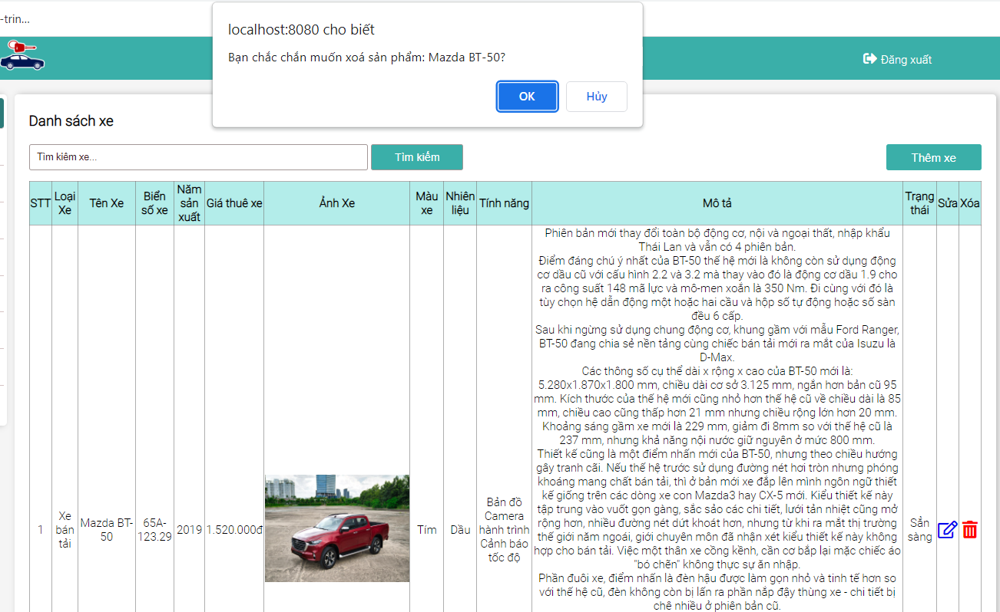 -trin...
localhost:8080 cho biết
Bạn chắc chắn muốn xoá sản phẩm: Mazda BT-50?
OK
Hủy
Đăng xuất
Danh sách xe
Tìm kiếm xe...
Tìm kiếm
Thêm xe
STT
Loại
Xe
Tên Xe
Biển
số xe
Năm
sản
xuất
Giá thuê xe
Ảnh Xe
Màu
xe
Nhiên
liệu
Tính năng
Mô tả
Trạng
thái
Sửa
Xóa
1
Xe
bán
tải
Mazda BT-
50
65A-
123.29
2019
1.520.000đ
Tím
Dầu
Bản đồ
Camera
hành trình
Cảnh báo
tốc độ
Phiên bản mới thay đổi toàn bộ động cơ, nội và ngoại thất, nhập khẩu
Thái Lan và vẫn có 4 phiên bản.
Điểm đáng chú ý nhất của BT-50 thế hệ mới là không còn sử dụng động
cơ dầu cũ với cấu hình 2.2 và 3.2 mà thay vào đó là động cơ dầu 1.9 cho
ra công suất 148 mã lực và mô-men xoắn là 350 Nm. Đi cùng với đó là
tùy chọn hệ dẫn động một hoặc hai cầu và hộp số tự động hoặc số sàn
đều 6 cấp.
Sau khi ngừng sử dụng chung động cơ, khung gầm với mẫu Ford Ranger,
BT-50 đang chia sẻ nền tảng cùng chiếc bán tải mới ra mắt của Isuzu là
D-Max.
Các thông số cụ thể dài x rộng x cao của BT-50 mới là:
5.280x1.870x1.800 mm, chiều dài cơ sở 3.125 mm, ngắn hơn bản cũ 95
mm. Kích thước của thế hệ mới cũng nhỏ hơn thế hệ cũ về chiều dài là 85
mm, chiều cao cũng thấp hơn 21 mm nhưng chiều rộng lớn hơn 20 mm.
Khoảng sáng gầm xe mới là 229 mm, giảm đi 8mm so với thế hệ cũ là
237 mm, nhưng khả năng nội nước giữ nguyên ở mức 800 mm.
Thiết kế cũng là một điểm nhấn mới của BT-50, nhưng theo chiều hướng
gây tranh cãi. Nếu thế hệ trước sử dụng đường nét hơi tròn nhưng phóng
khoáng mang chất bán tải, thì ở bản mới xe đắp lên mình ngôn ngữ thiết
kế giống trên các dòng xe con Mazda3 hay CX-5 mới. Kiểu thiết kế này
tập trung vào vuốt gọn gàng, sắc sảo các chi tiết, lưới tản nhiệt cũng mở
rộng hơn, nhiều đường nét dứt khoát hơn, nhưng từ khi ra mắt thị trường
thế giới năm ngoái, giới chuyên môn đã nhận xét kiểu thiết kế này không
hợp cho bán tải. Việc một thân xe cồng kềnh, cần cơ bắp lại mặc chiếc áo
"bó chẽn" không thực sự ăn nhập.
Phần đuôi xe, điểm nhấn là đèn hậu được làm gọn nhỏ và tinh tế hơn so
với thế hệ cũ, đèn không còn bị lấn ra phần nắp đậy thùng xe - chi tiết bị
chê nhiều ở phiên bản cũ.
Sẵn
sàng